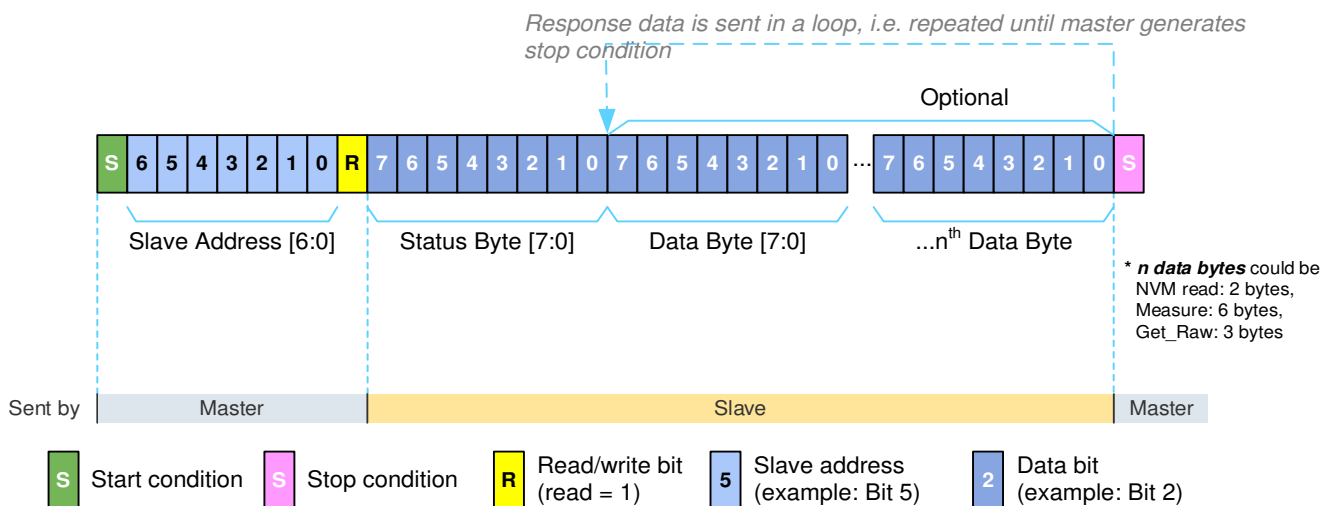 Response data is sent in a loop, i.e. repeated until master generates
stop condition
Optional
S 6 5 4 3 2 1 0 R 7 6 5 4 3 2 1 0 7 6 5 4 3 2 1 0 ... 7 6 5 4 3 2 1 0 S
Slave Address [6:0] Status Byte [7:0] Data Byte [7:0] ...nth Data Byte
* n data bytes could be
NVM read: 2 bytes,
Measure: 6 bytes,
Get_Raw: 3 bytes
Sent by Master Slave Master
S Start condition
S Stop condition
R Read/write bit
(read = 1)
5 Slave address
(example: Bit 5)
2 Data bit
(example: Bit 2)